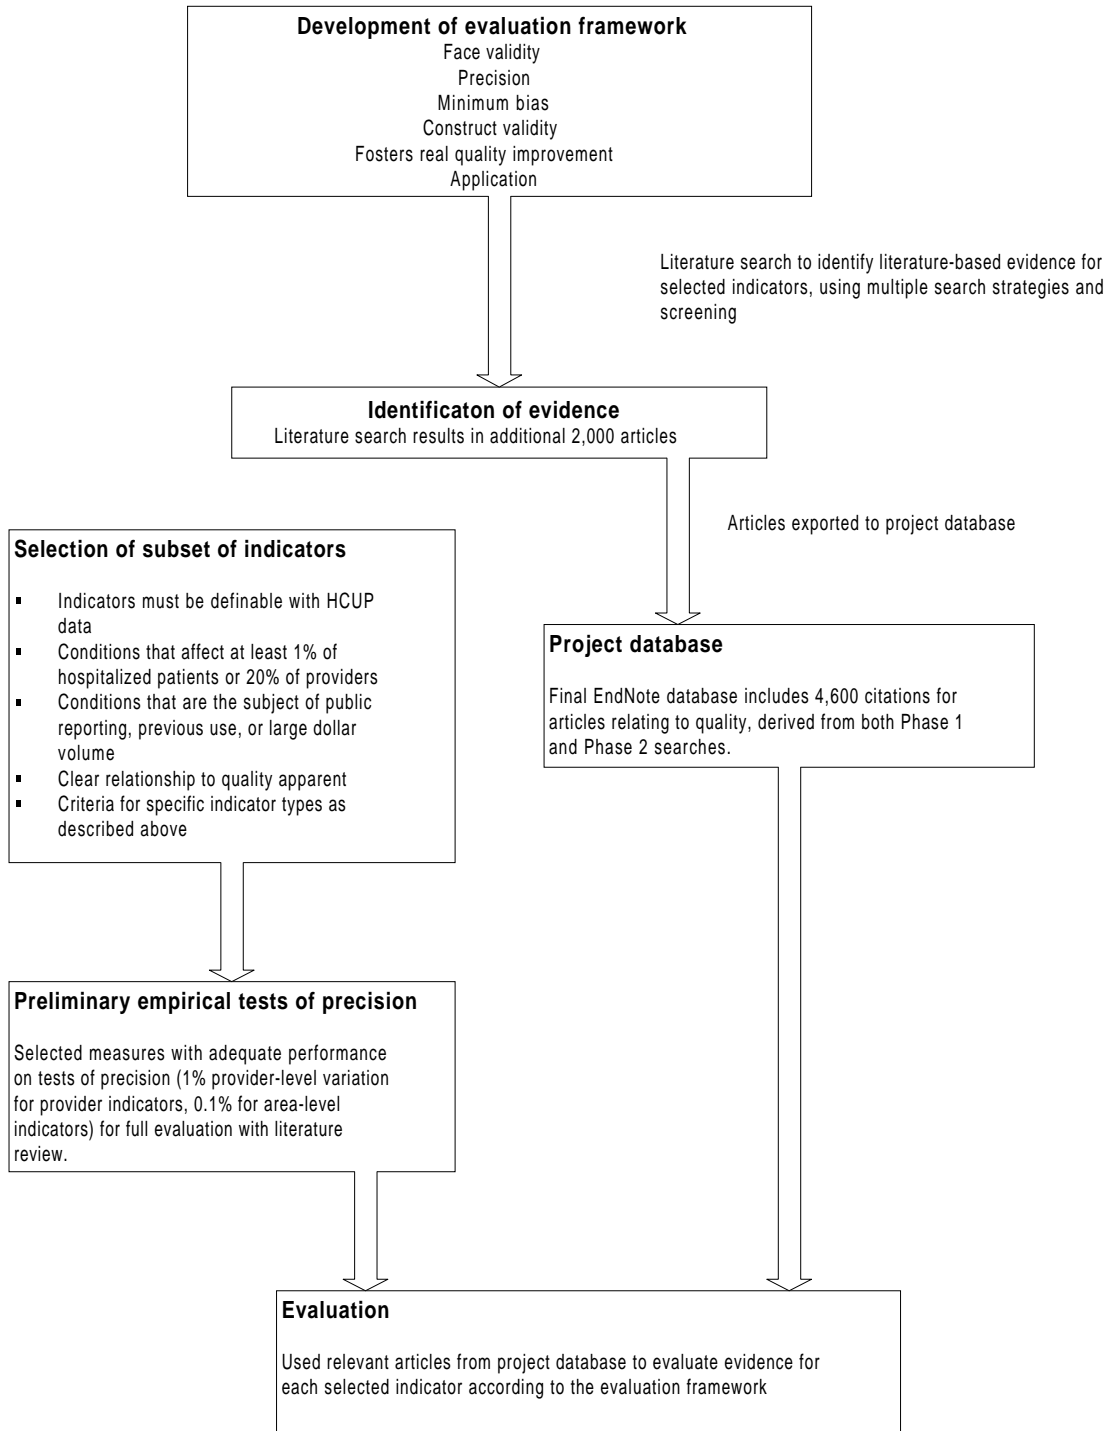 Development of evaluation framework
Face validity
Precision
Minimum bias
Construct validity
Fosters real quality improvement
Application
Literature search to identify literature-based evidence for
selected indicators, using multiple search strategies and
screening
Identificaton of evidence
Literature search results in additional 2,000 articles
Articles exported to project database
Selection of subset of indicators
▪ Indicators must be definable with HCUP
data
▪ Conditions that affect at least 1% of
hospitalized patients or 20% of providers
▪ Conditions that are the subject of public
reporting, previous use, or large dollar
volume
▪ Clear relationship to quality apparent
▪ Criteria for specific indicator types as
described above
Project database
Final EndNote database includes 4,600 citations for
articles relating to quality, derived from both Phase 1
and Phase 2 searches.
Preliminary empirical tests of precision
Selected measures with adequate performance
on tests of precision (1% provider-level variation
for provider indicators, 0.1% for area-level
indicators) for full evaluation with literature
review.
Evaluation
Used relevant articles from project database to evaluate evidence for
each selected indicator according to the evaluation framework